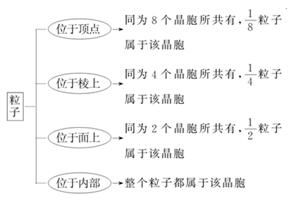 粒子
位于顶点
同为8个晶胞所共有,1/8粒子
属于该晶胞
位于棱上
同为4个晶胞所共有,1/4粒子
属于该晶胞
位于面上
同为2个晶胞所共有,1/2粒子
属于该晶胞
位于内部
整个粒子都属于该晶胞